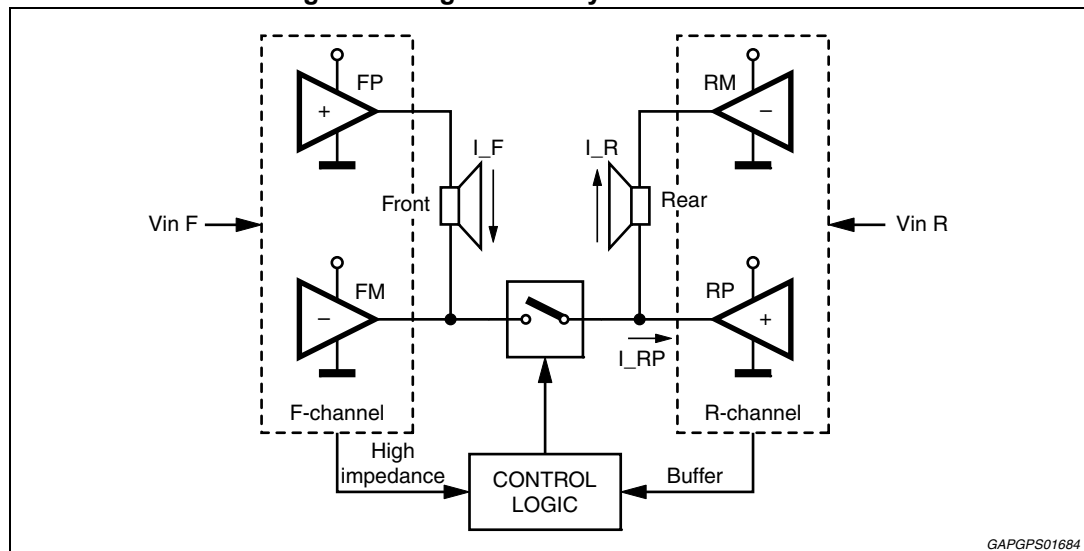 FP
RM
+
−
I_F
I_R
Front
Rear
Vin F
Vin R
FM
RP
−
+
I_RP
F-channel
R-channel
High
impedance
CONTROL
LOGIC
Buffer
GAPGPS01684